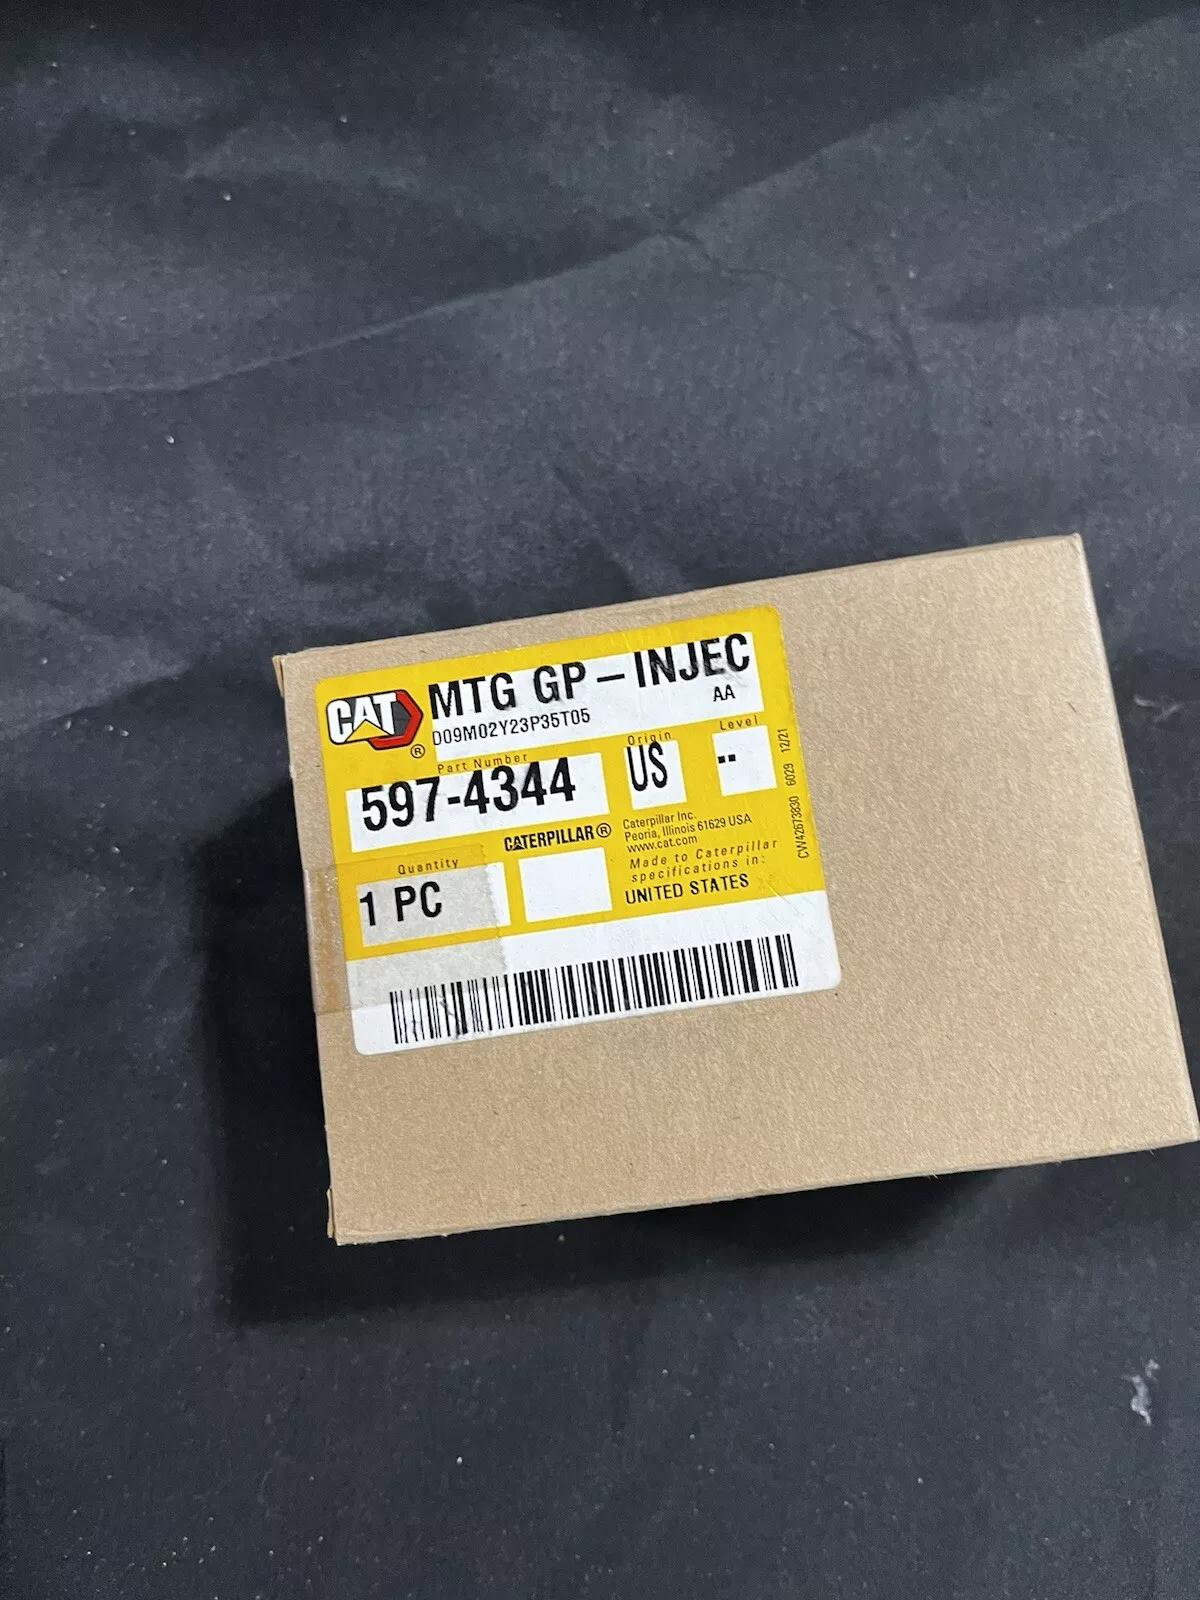 CAT
®
MTG GP - INJEC
D09M02Y23P35T05
AA
Part Number
597-4344
Origin
US
Level
--
Quantity
1 PC
CATERPILLAR®
Caterpillar Inc.
Peoria, Illinois 61629 USA
www.cat.com
Made to Caterpillar
specifications in:
UNITED STATES
CW42673830 6029 12/21